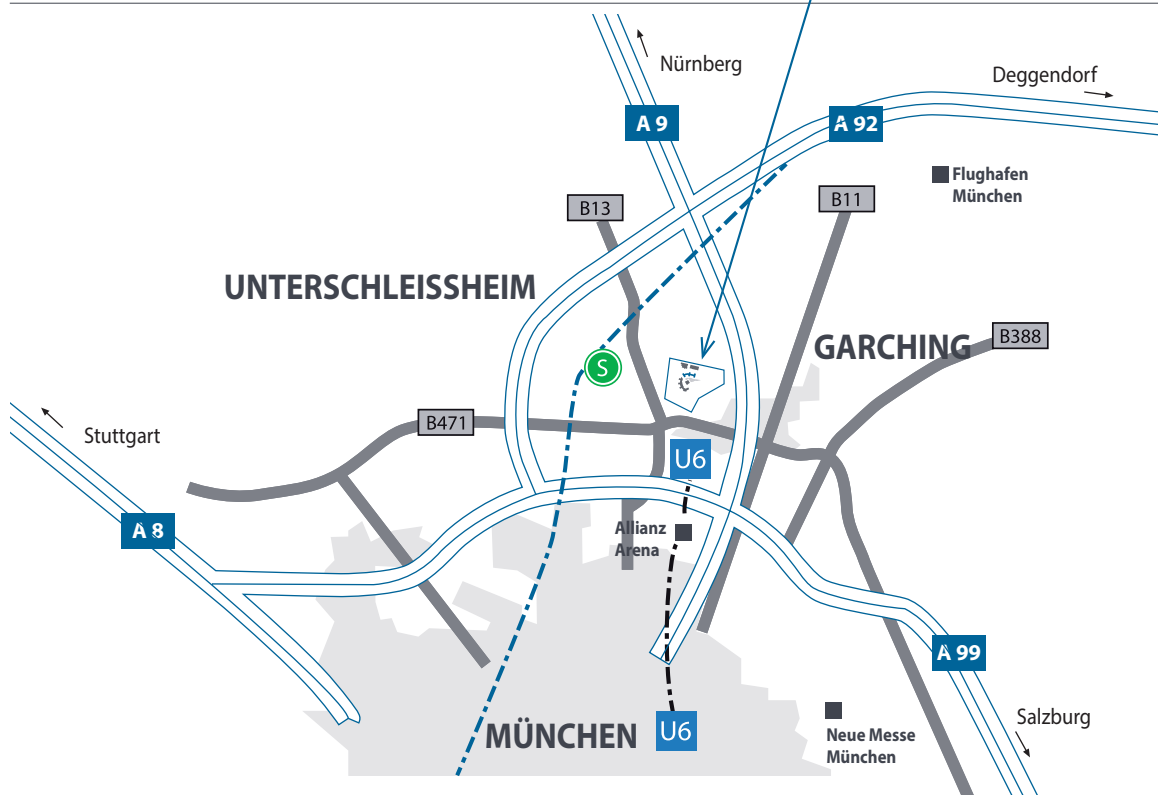 Nürnberg
Deggendorf
A 9
A 92
Flughafen
München
B13
B11
UNTERSCHLEISSHEIM
GARCHING
B388
S
Stuttgart
B471
U6
A 8
Allianz
Arena
A 99
MÜNCHEN
U6
Neue Messe
München
Salzburg